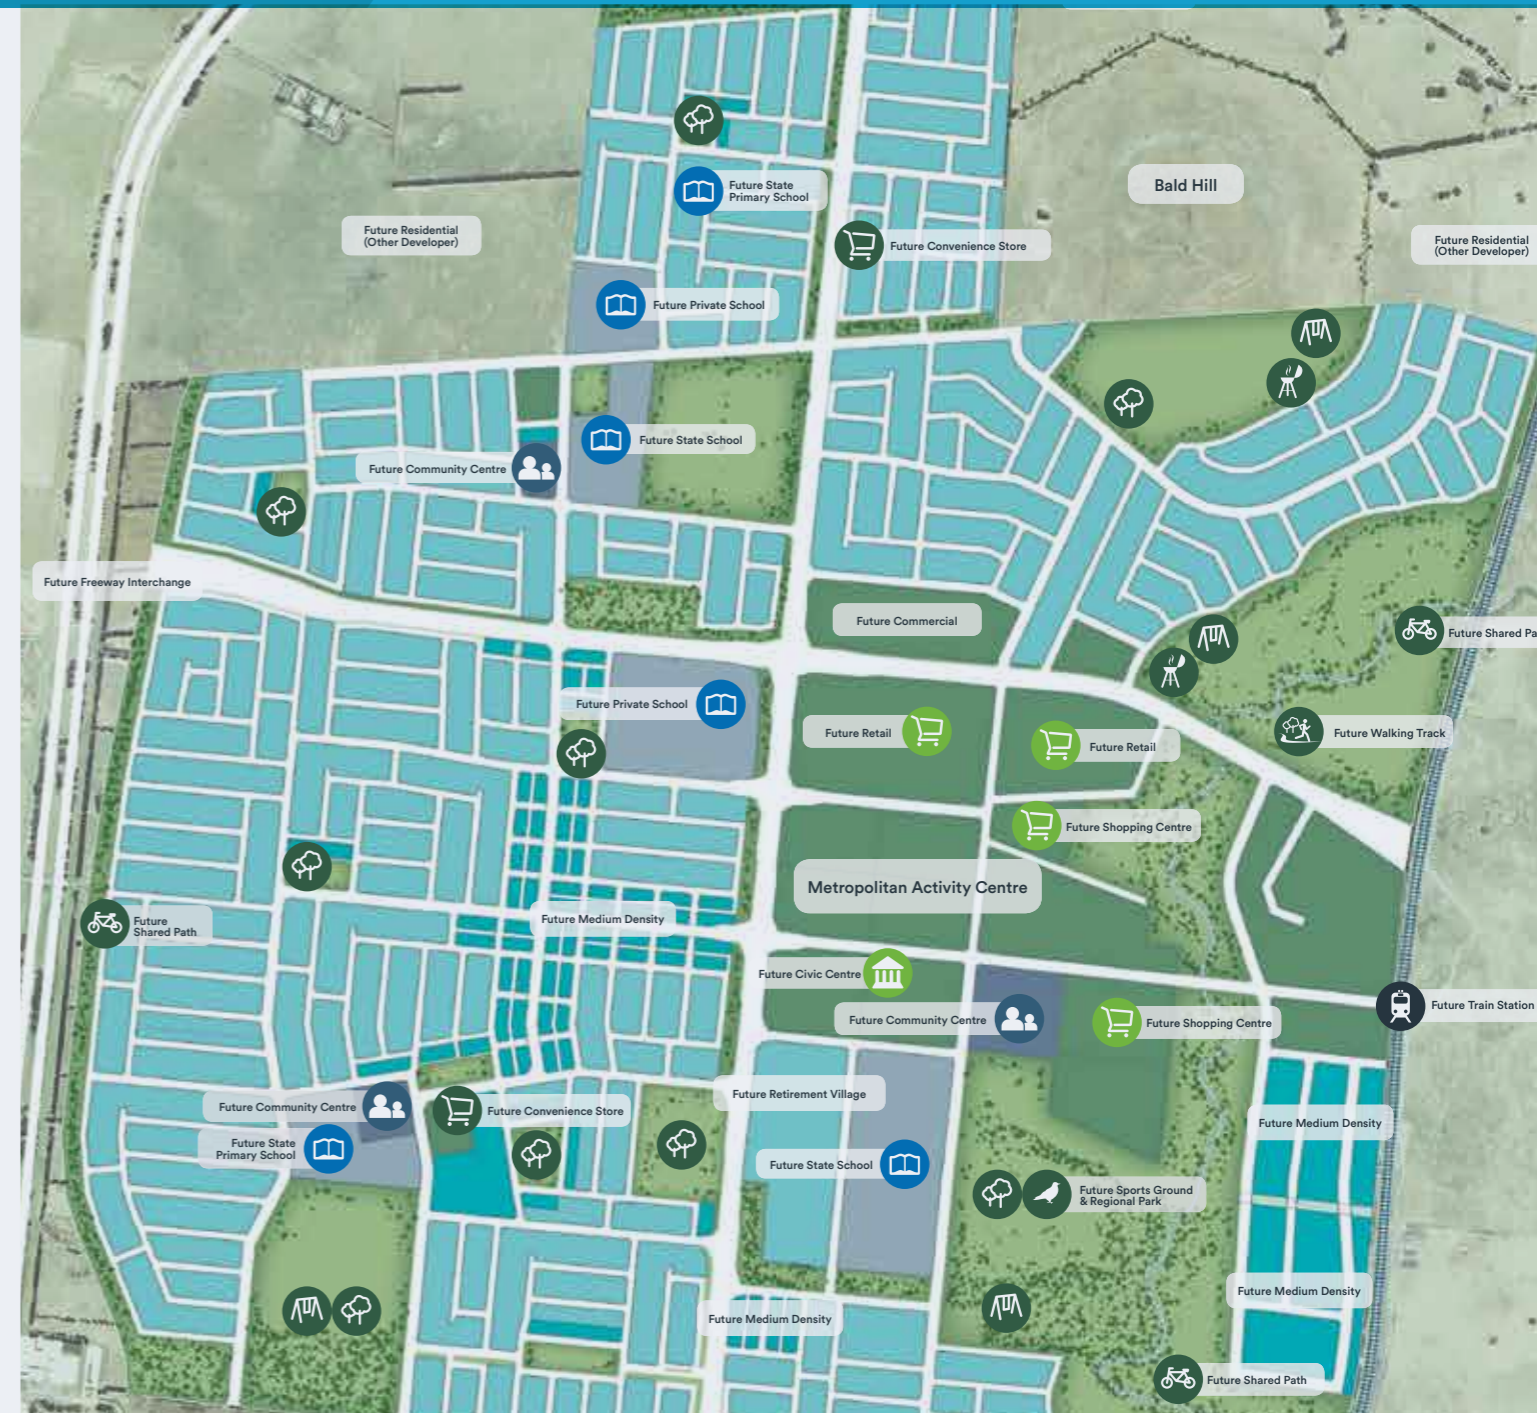 Future State
Primary School
Bald Hill
Future Residential
(Other Developer)
Future Convenience Store
Future Residential
(Other Developer)
Future Private School
Future State School
Future Community Centre
Future Freeway Interchange
Future Commercial
Future Shared Pa
Future Private School
Future Retail
Future Retail
Future Walking Track
Future Shopping Centre
Metropolitan Activity Centre
Future
Shared Path
Future Medium Density
Future Civic Centre
Future Community Centre
Future Shopping Centre
Future Train Station
Future Retirement Village
Future Community Centre
Future Convenience Store
Future Medium Density
Future State
Primary School
Future State School
Future Sports Ground
& Regional Park
Future Medium Density
Future Medium Density
Future Shared Path